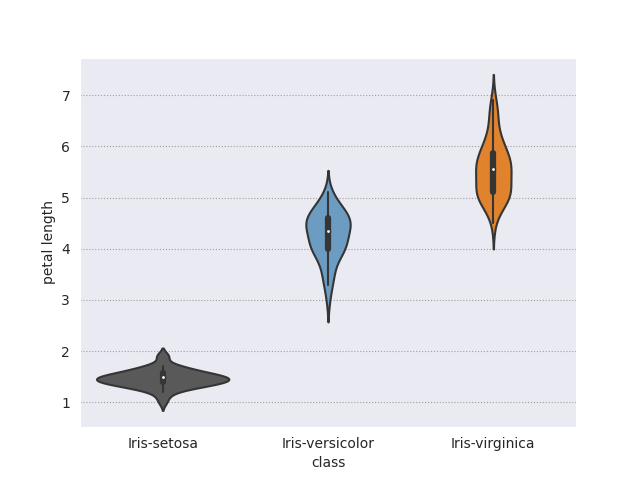 7
6
5
4
3
2
1
petal length
Iris-setosa
Iris-versicolor
Iris-virginica
class